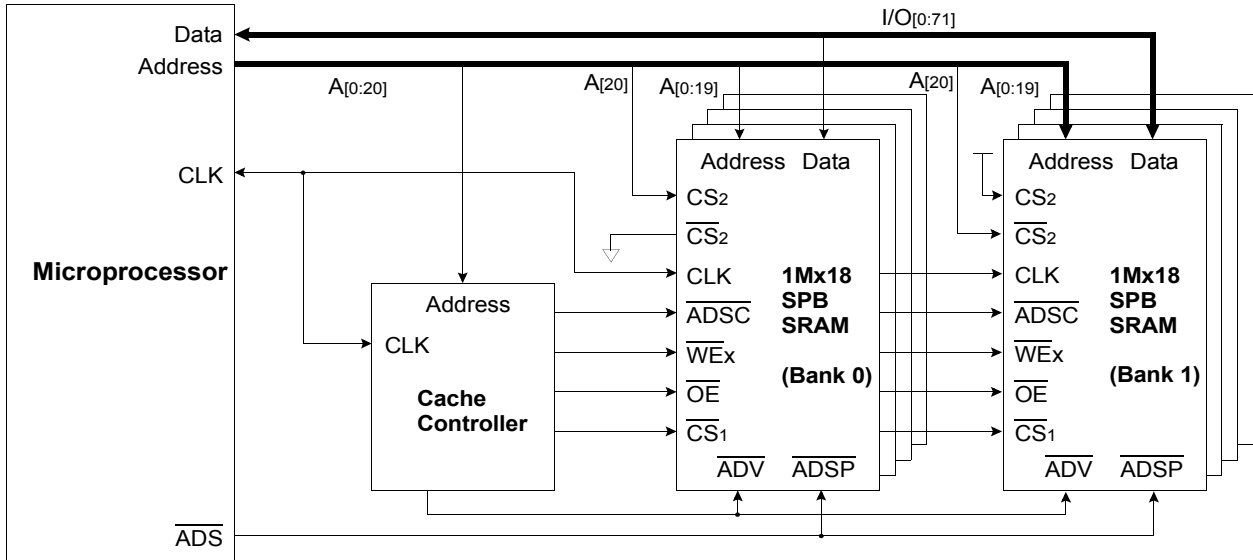 I/O[0:71]
Data
Address
A[0:20]
A[20]
A[0:19]
A[20]
A[0:19]
CLK
Microprocessor
ADS
Address
CLK
Cache
Controller
Address Data
CS2
CS2
CLK
ADSC
WEx
OE
CS1
1Mx18
SPB
SRAM
(Bank 0)
ADV ADSP
Address Data
CS2
CS2
CLK
ADSC
WEx
OE
CS1
1Mx18
SPB
SRAM
(Bank 1)
ADV ADSP